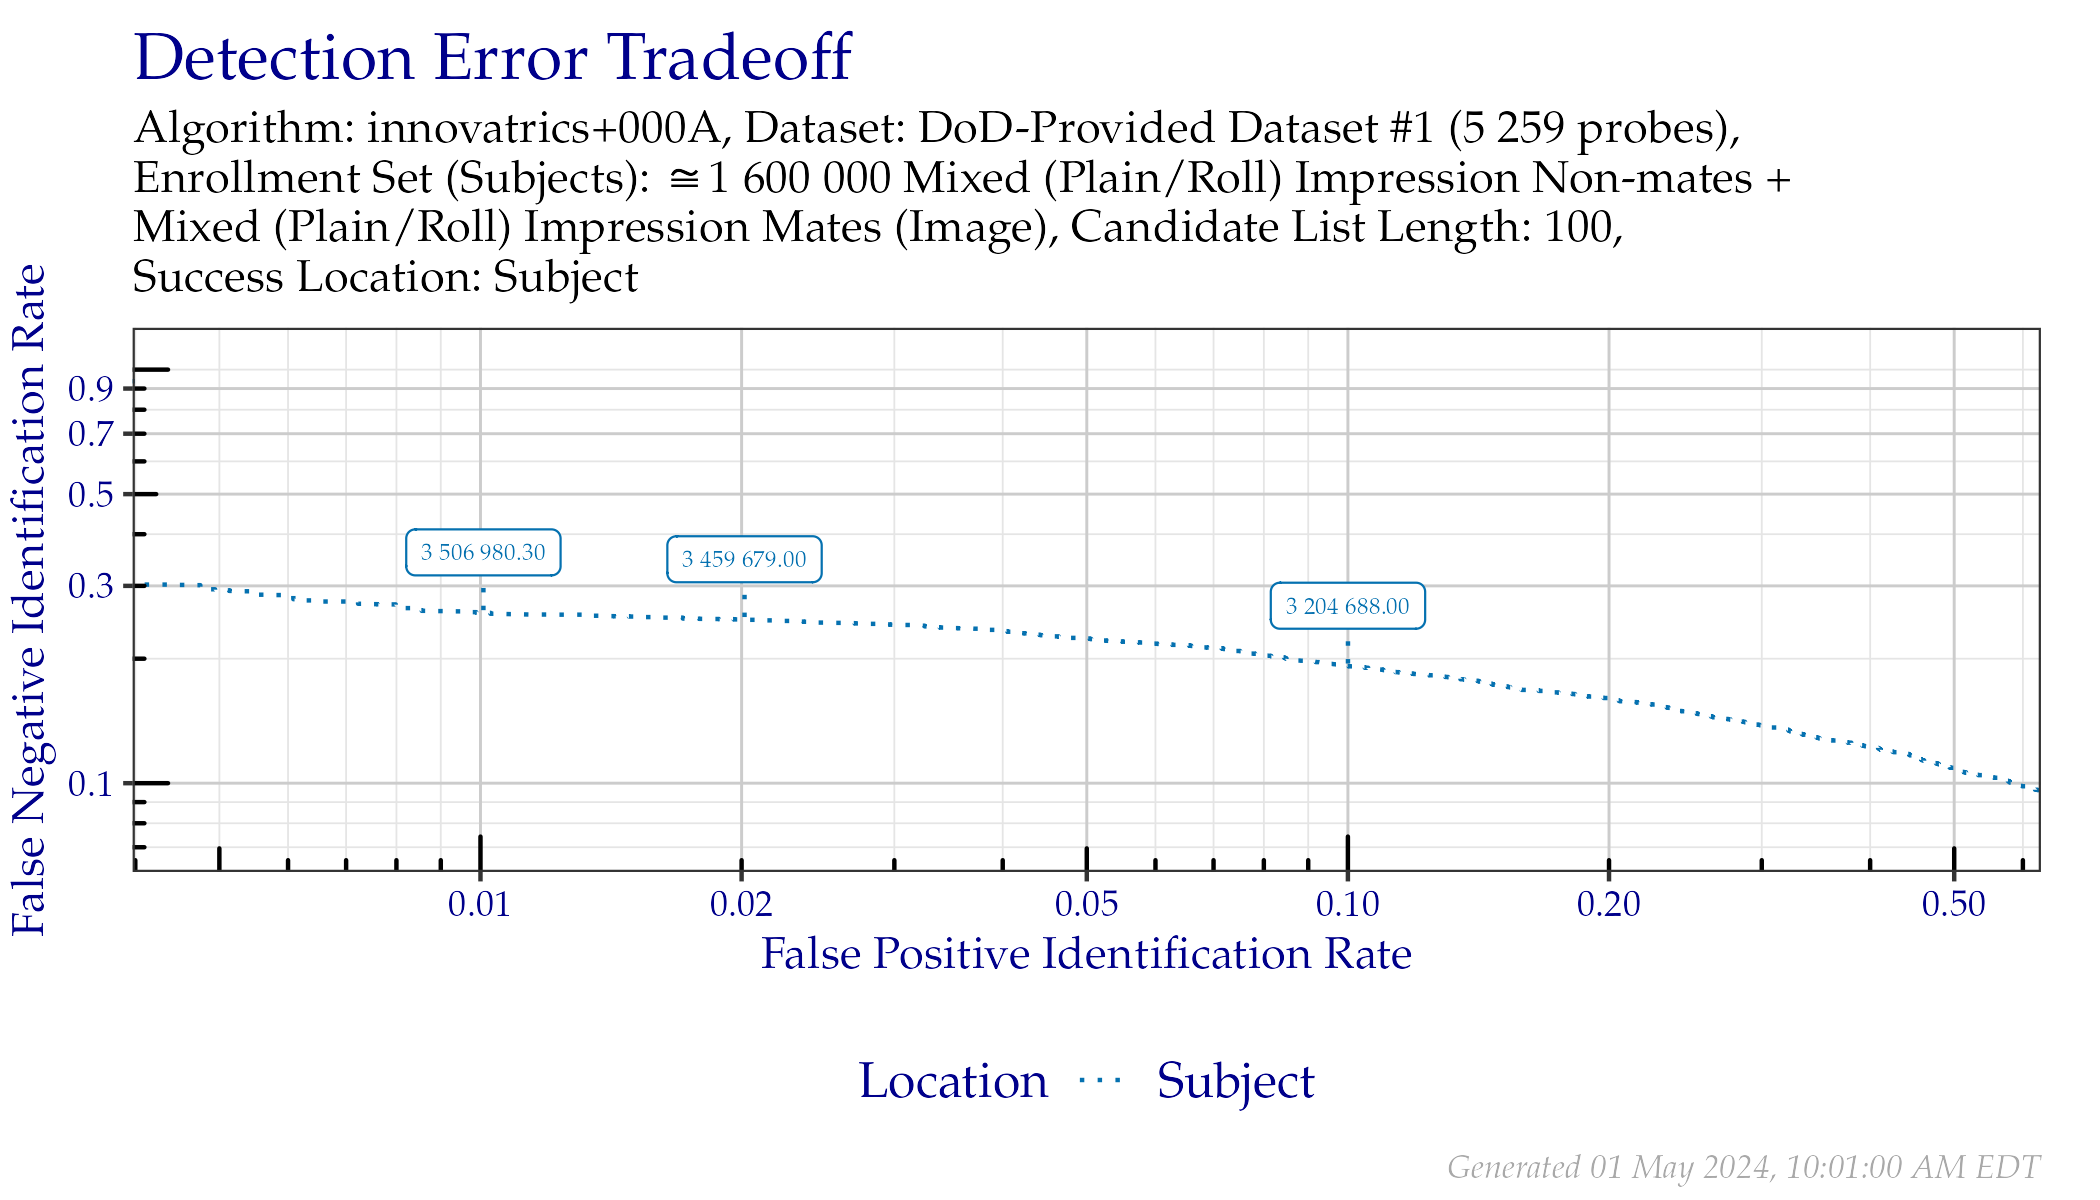 Detection Error Tradeoff
Algorithm: innovatrics+000A, Dataset: DoD-Provided Dataset #1 (5 259 probes),
Enrollment Set (Subjects): ≅1 600 000 Mixed (Plain/Roll) Impression Non-mates +
Mixed (Plain/Roll) Impression Mates (Image), Candidate List Length: 100,
Success Location: Subject
False Negative Identification Rate
0.9
0.7
0.5
0.3
0.1
3 506 980.30
3 459 679.00
3 204 688.00
0.01 0.02 0.05 0.10 0.20 0.50
False Positive Identification Rate
Location Subject
Generated 01 May 2024, 10:01:00 AM EDT